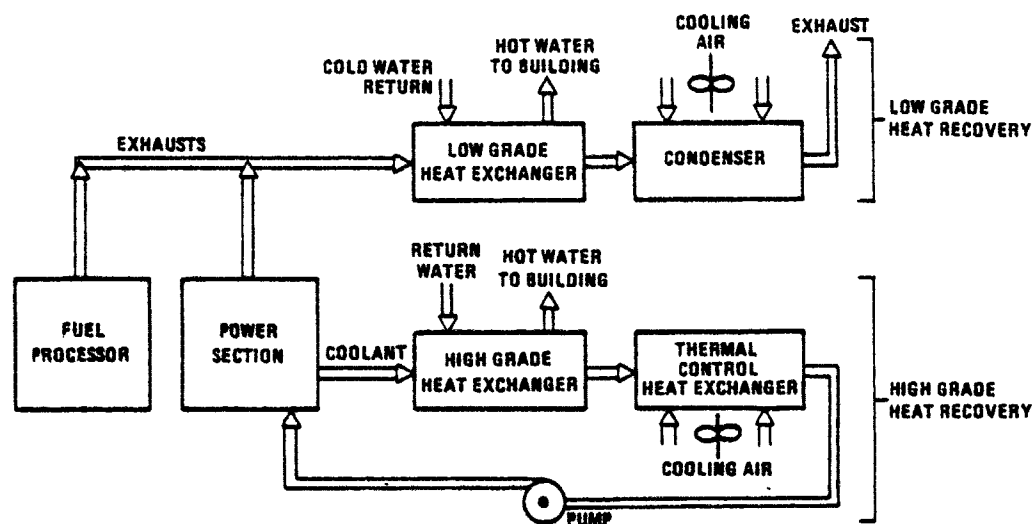 COOLING
AIR
EXHAUST
COLD WATER
RETURN
HOT WATER
TO BUILDING
LOW GRADE
HEAT RECOVERY
EXHAUSTS
LOW GRADE
HEAT EXCHANGER
CONDENSER
RETURN
WATER
HOT WATER
TO BUILDING
FUEL
PROCESSOR
POWER
SECTION
COOLANT
HIGH GRADE
HEAT EXCHANGER
THERMAL
CONTROL
HEAT EXCHANGER
HIGH GRADE
HEAT RECOVERY
COOLING AIR
PUMP